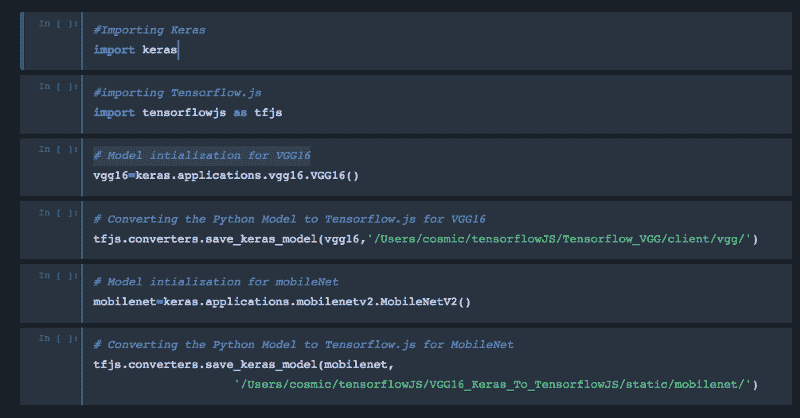 In [ ]:
#Importing Keras
import keras
In [ ]:
#importing Tensorflow.js
import tensorflowjs as tfjs
In [ ]:
# Model intialization for VGG16
vgg16=keras.applications.vgg16.VGG16()
In [ ]:
# Converting the Python Model to Tensorflow.js for VGG16
tfjs.converters.save_keras_model(vgg16,'/Users/cosmic/tensorflowJS/Tensorflow_VGG/client/vgg/')
In [ ]:
# Model intialization for mobileNet
mobilenet=keras.applications.mobilenetv2.MobileNetV2()
In [ ]:
# Converting the Python Model to Tensorflow.js for MobileNet
tfjs.converters.save_keras_model(mobilenet,
'/Users/cosmic/tensorflowJS/VGG16_Keras_To_TensorflowJS/static/mobilenet/')